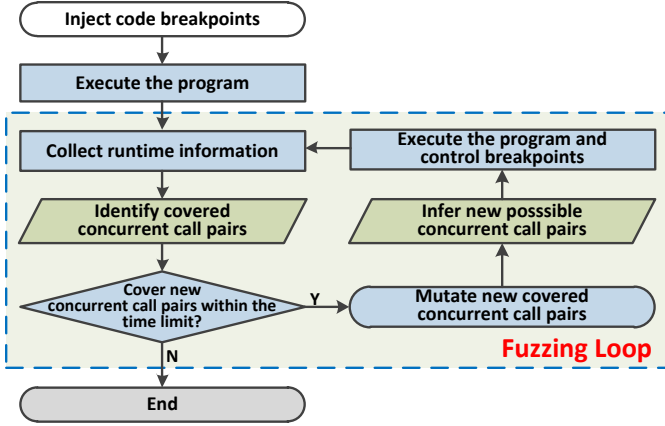 Inject code breakpoints
Execute the program
Collect runtime information
Identify covered
concurrent call pairs
Cover new
concurrent call pairs within the
time limit?
Y
N
Mutate new covered
concurrent call pairs
Infer new posssible
concurrent call pairs
Execute the program and
control breakpoints
Fuzzing Loop
End